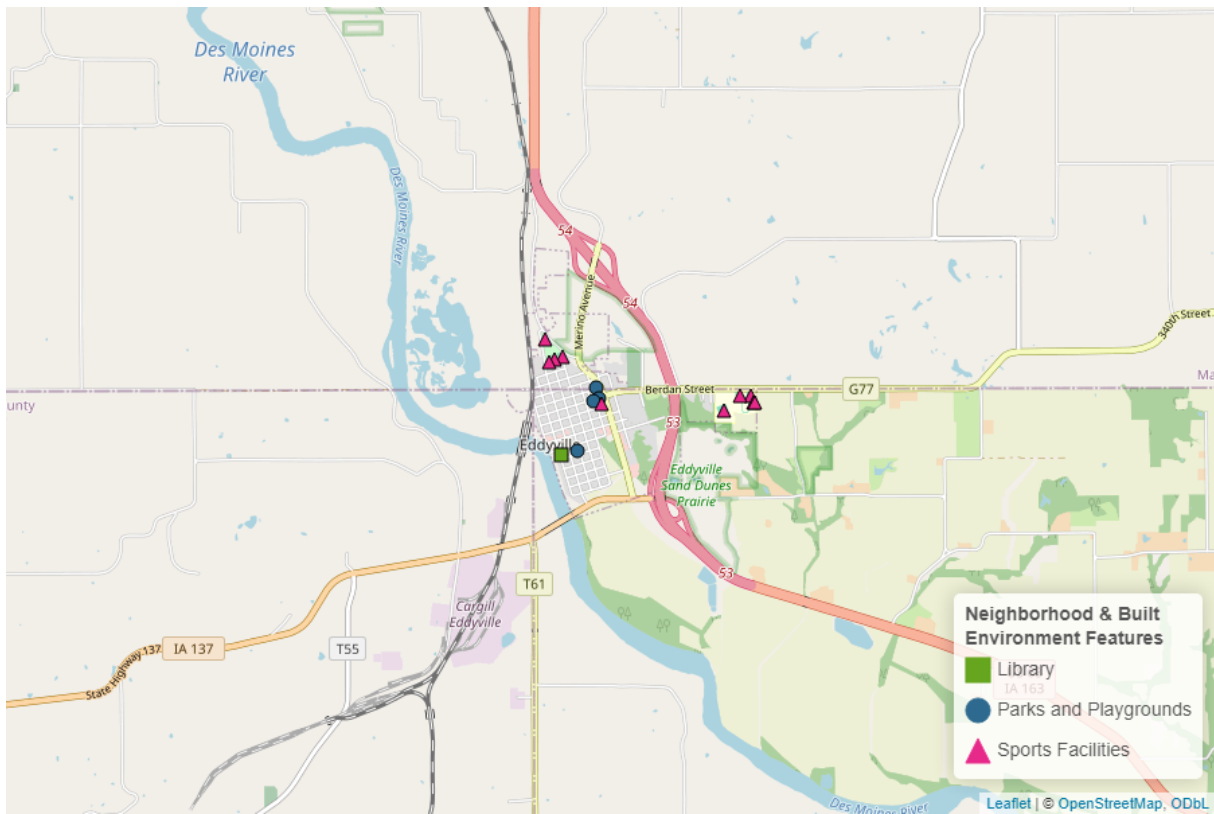 Des Moines
River
Des Moines River
54
54
Merino Avenue
340th Street
Berdan Street
G77
Ma
ounty
53
Eddyville
Eddyville
Sand Dunes
Prairie
53
T61
Cargill
Eddyville
IA 137
T55
State Highway 137
Neighborhood & Built
Environment Features
Library
IA 163
Parks and Playgrounds
Sports Facilities
Des Moines River
Leaflet | © OpenStreetMap, ODbL